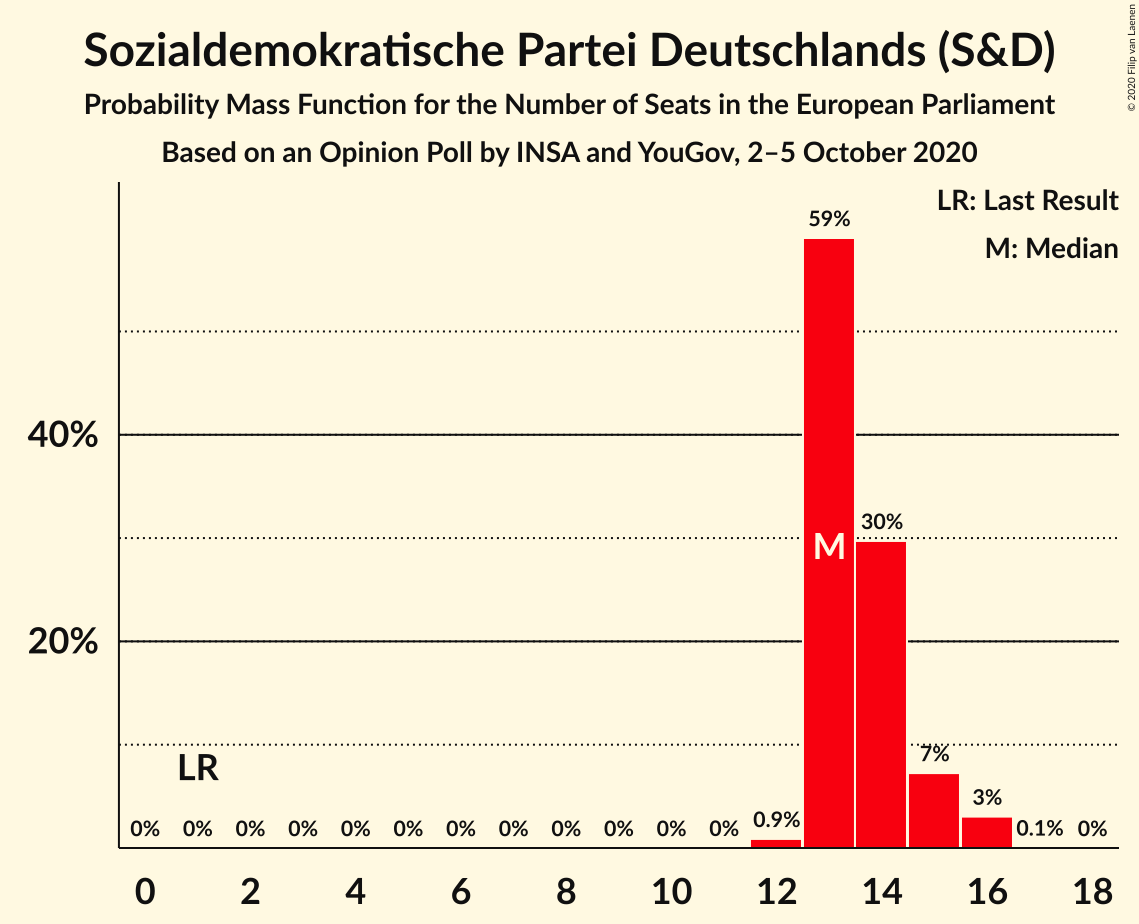 Sozialdemokratische Partei Deutschlands (S&D)
Probability Mass Function for the Number of Seats in the European Parliament
Based on an Opinion Poll by INSA and YouGov, 2–5 October 2020
© 2020 Filip van Laenen
LR: Last Result
M: Median
59%
40%
30%
M
20%
LR
7%
3%
0% 0% 0% 0% 0% 0% 0% 0% 0% 0% 0% 0% 0.9% 0.1% 0%
0 2 4 6 8 10 12 14 16 18